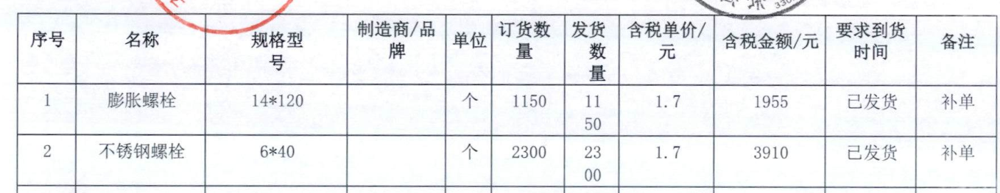 序号 名称 规格型号 制造商/品牌 单位 订货数量 发货数量 含税单价/元 含税金额/元 要求到货时间 备注
1 膨胀螺栓 14*120 个 1150 1150 1.7 1955 已发货 补单
2 不锈钢螺栓 6*40 个 2300 2300 1.7 3910 已发货 补单